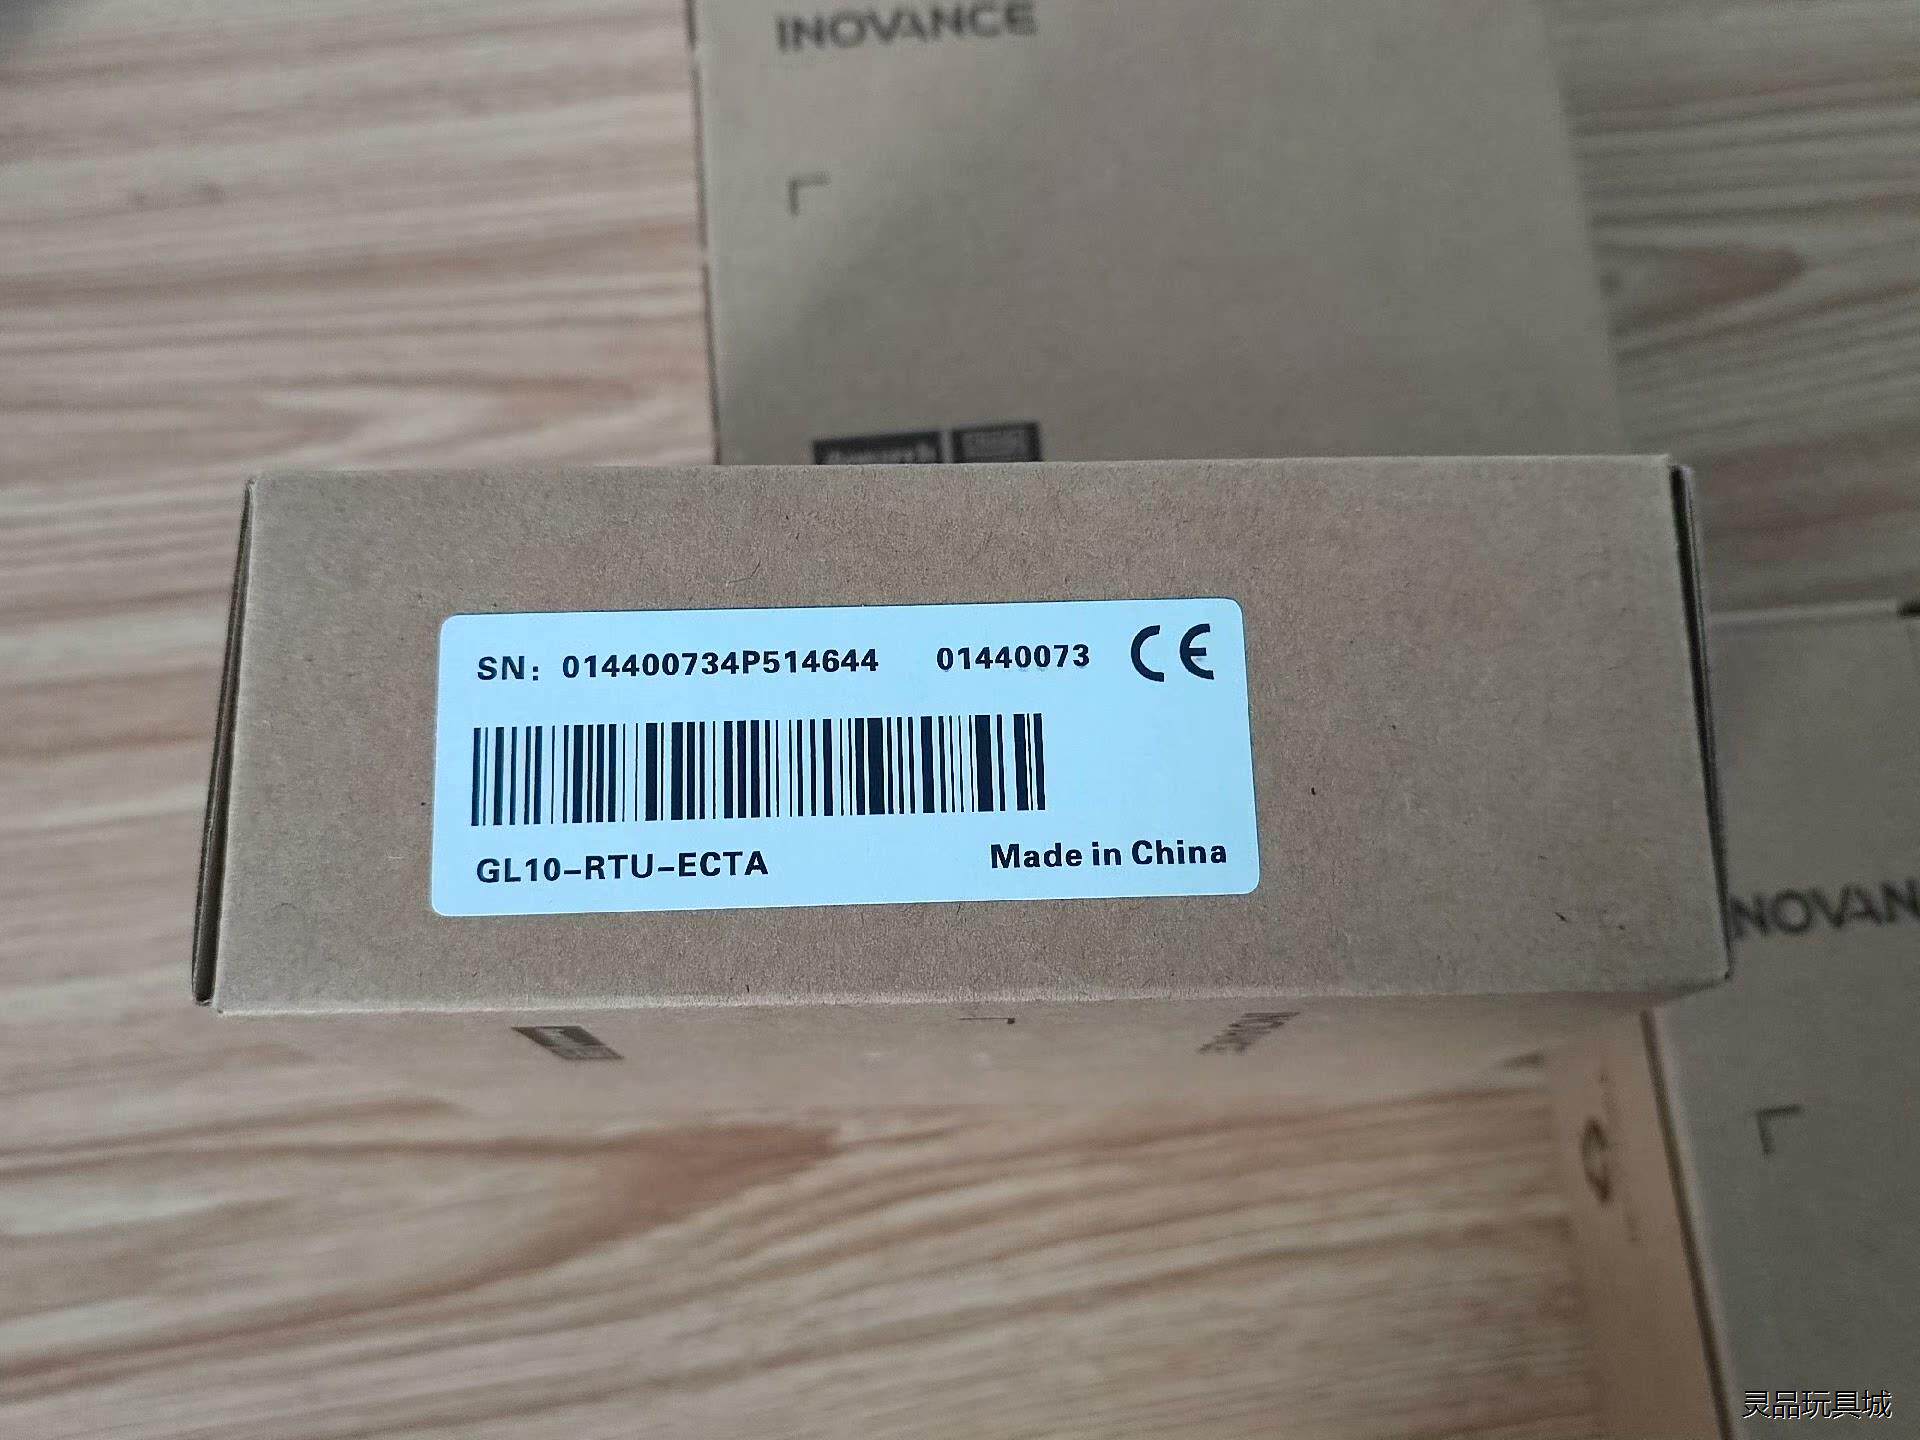 INOVANCE
SN: 014400734P514644 01440073 CE
GL10-RTU-ECTA
Made in China
INOVAN
灵品玩具城